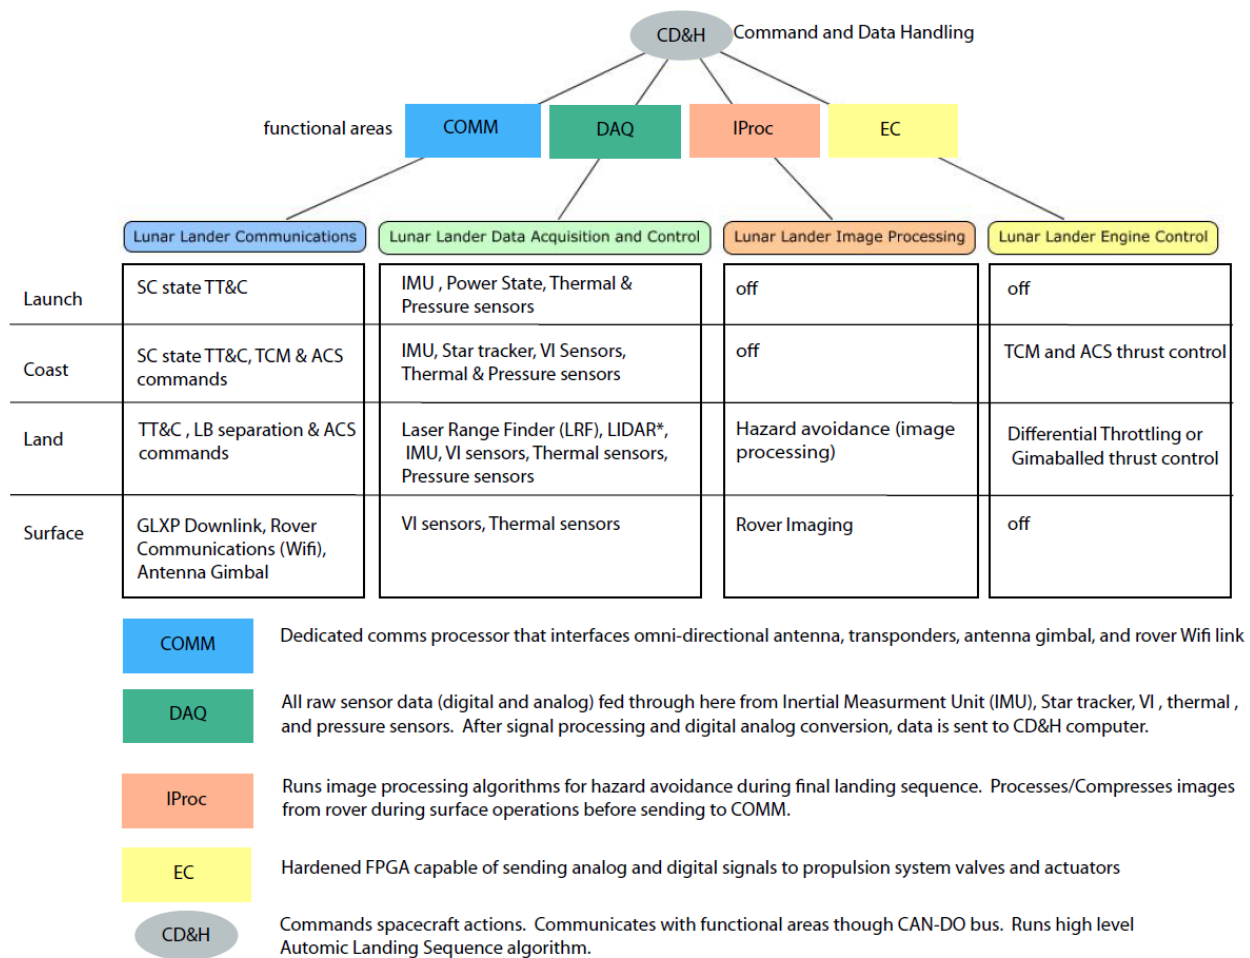 CD&H
Command and Data Handling
functional areas
COMM
DAQ
IProc
EC
Lunar Lander Communications
Lunar Lander Data Acquisition and Control
Lunar Lander Image Processing
Lunar Lander Engine Control
Launch
SC state TT&C
IMU , Power State, Thermal &
Pressure sensors
off
off
Coast
SC state TT&C, TCM & ACS
commands
IMU, Star tracker, VI Sensors,
Thermal & Pressure sensors
off
TCM and ACS thrust control
Land
TT&C , LB separation & ACS
commands
Laser Range Finder (LRF), LIDAR*,
IMU, VI sensors, Thermal sensors,
Pressure sensors
Hazard avoidance (image
processing)
Differential Throttling or
Gimaballed thrust control
Surface
GLXP Downlink, Rover
Communications (Wifi),
Antenna Gimbal
VI sensors, Thermal sensors
Rover Imaging
off
COMM
Dedicated comms processor that interfaces omni-directional antenna, transponders, antenna gimbal, and rover Wifi link
DAQ
All raw sensor data (digital and analog) fed through here from Inertial Measurment Unit (IMU), Star tracker, VI , thermal ,
and pressure sensors. After signal processing and digital analog conversion, data is sent to CD&H computer.
IProc
Runs image processing algorithms for hazard avoidance during final landing sequence. Processes/Compresses images
from rover during surface operations before sending to COMM.
EC
Hardened FPGA capable of sending analog and digital signals to propulsion system valves and actuators
CD&H
Commands spacecraft actions. Communicates with functional areas though CAN-DO bus. Runs high level
Automic Landing Sequence algorithm.